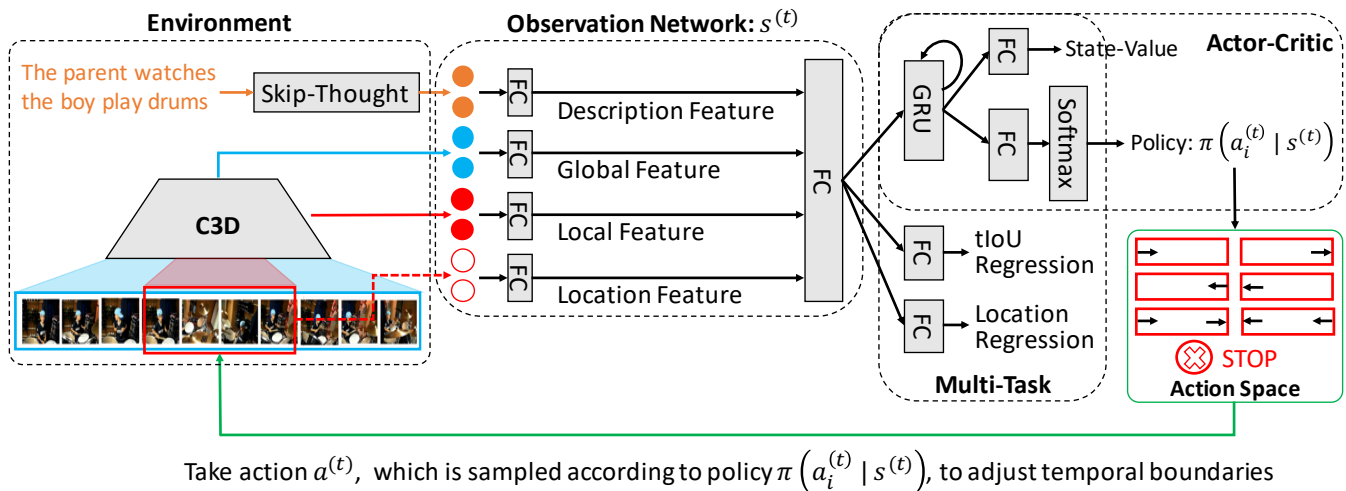 Environment
The parent watches
the boy play drums
Skip-Thought
C3D
Observation Network: s^(t)
FC
Description Feature
FC
Global Feature
FC
Local Feature
FC
Location Feature
FC
Actor-Critic
GRU
FC
State-Value
FC
Softmax
Policy: π(a_i^(t) | s^(t))
FC
tIoU
Regression
FC
Location
Regression
Multi-Task
STOP
Action Space
Take action a^(t), which is sampled according to policy π(a_i^(t) | s^(t)), to adjust temporal boundaries